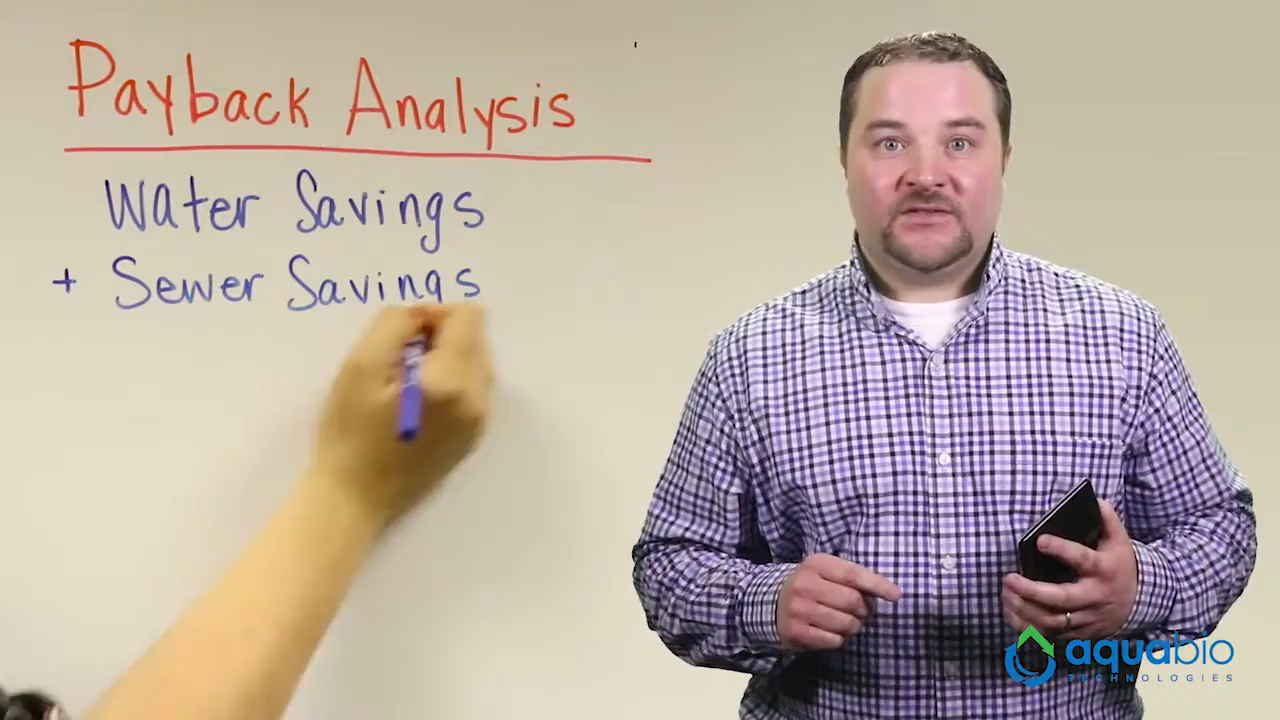 Payback Analysis
Water Savings
+ Sewer Savings
aquabio
TECHNOLOGIES